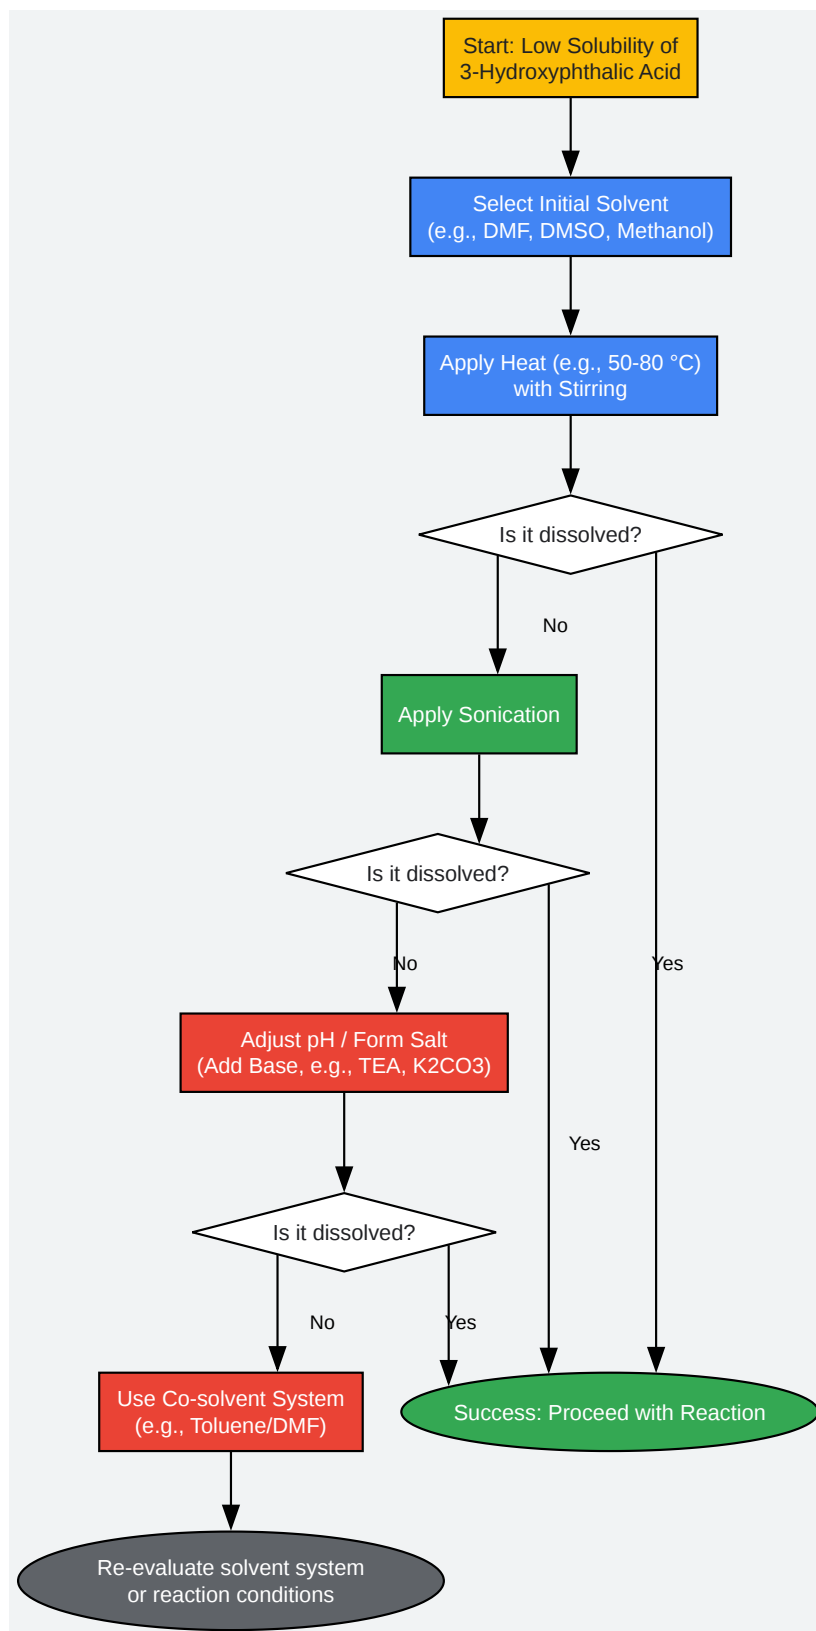 Start: Low Solubility of
3-Hydroxyphthalic Acid
Select Initial Solvent
(e.g., DMF, DMSO, Methanol)
Apply Heat (e.g., 50-80 °C)
with Stirring
Is it dissolved?
No
Apply Sonication
Is it dissolved?
No
Yes
Adjust pH / Form Salt
(Add Base, e.g., TEA, K2CO3)
Yes
Is it dissolved?
No
Yes
Use Co-solvent System
(e.g., Toluene/DMF)
Success: Proceed with Reaction
Re-evaluate solvent system
or reaction conditions